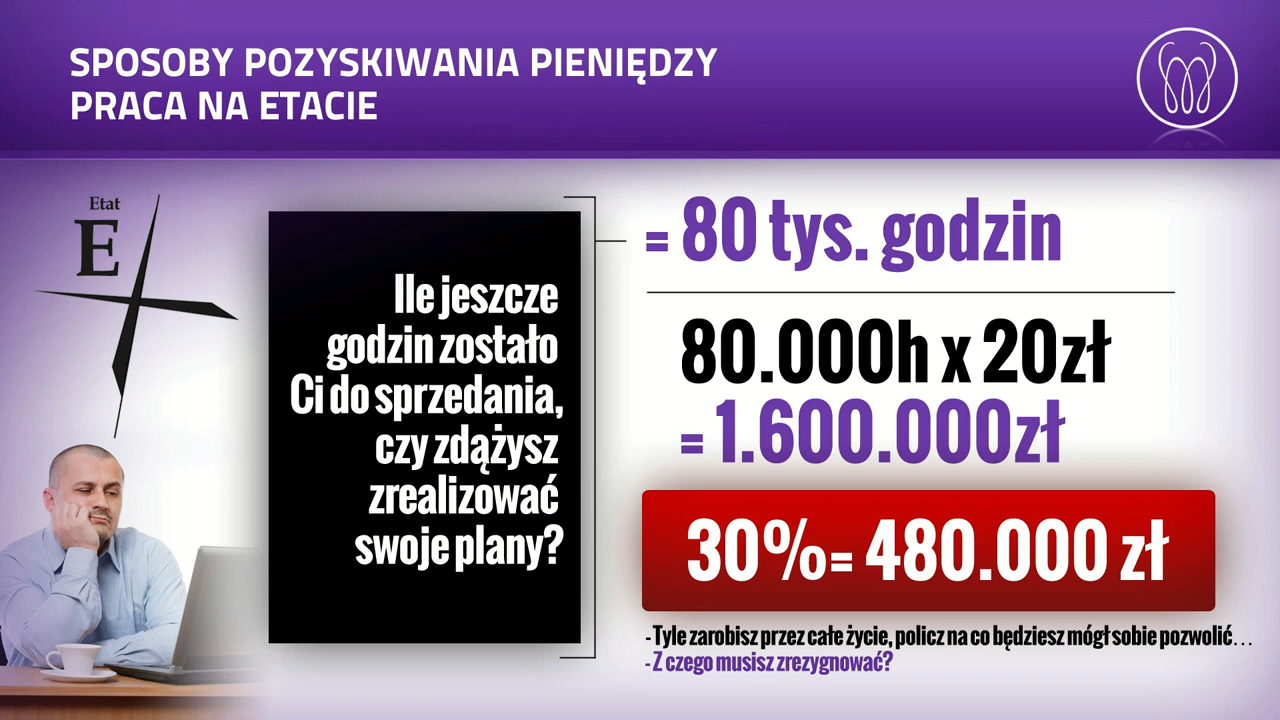 SPOSOBY POZYSKIWANIA PIENIĘDZY
PRACA NA ETACIE
Etat
E
Ile jeszcze
godzin zostało
Ci do sprzedania,
czy zdążysz
zrealizować
swoje plany?
= 80 tys. godzin
80.000h x 20zł
= 1.600.000zł
30%= 480.000 zł
-Tyle zarobisz przez całe życie, policz na co będziesz mógł sobie pozwolić...
-Z czego musisz zrezygnować?